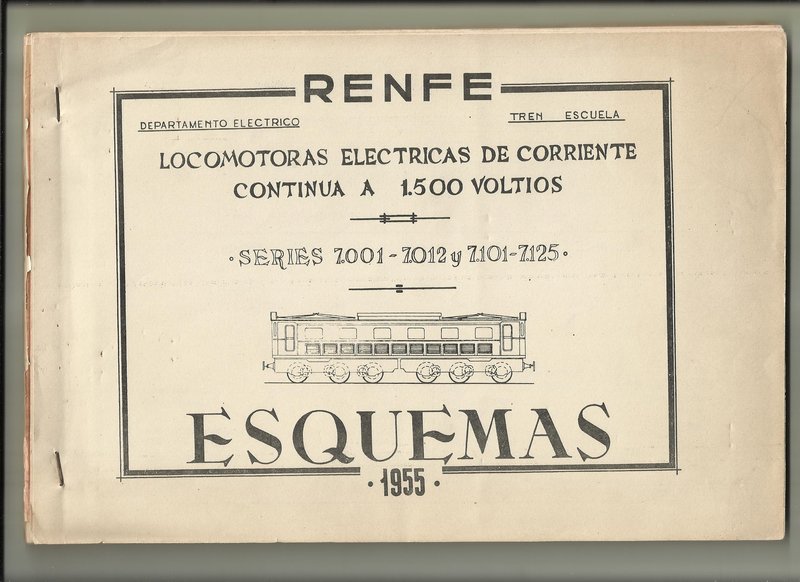 RENFE
DEPARTAMENTO ELECTRICO
TREN ESCUELA
LOCOMOTORAS ELECTRICAS DE CORRIENTE
CONTINUA A 1.500 VOLTIOS
·SERIES 7.001-7.012 y 7.101-7.125·
ESQUEMAS
·1955·